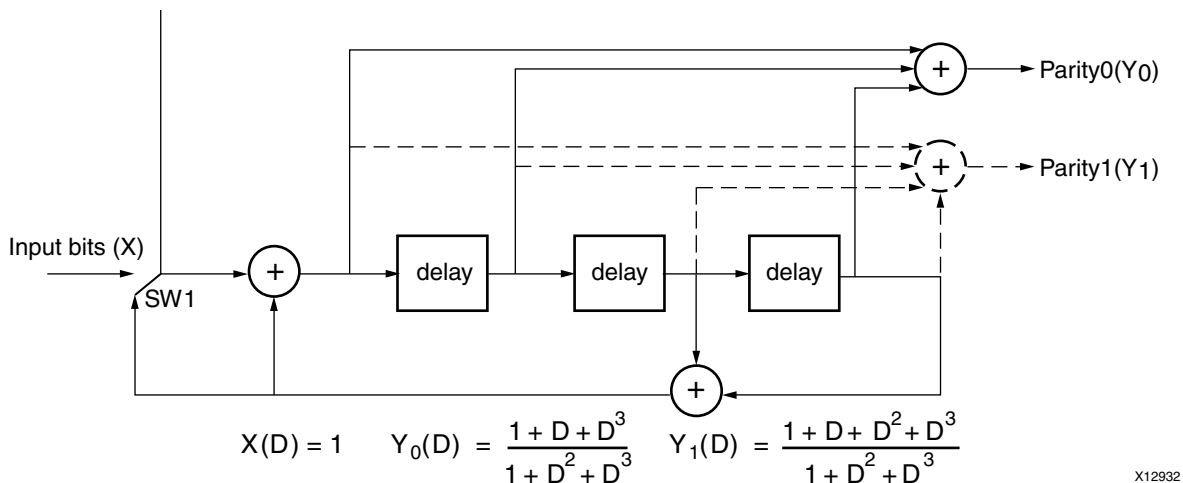 Parity0(Y0)
+
Parity1(Y1)
+
Input bits (X)
SW1
+
delay
delay
delay
+
X(D) = 1   Y0(D) = (1 + D + D^3)/(1 + D^2 + D^3)   Y1(D) = (1 + D + D^2 + D^3)/(1 + D^2 + D^3)
X12932